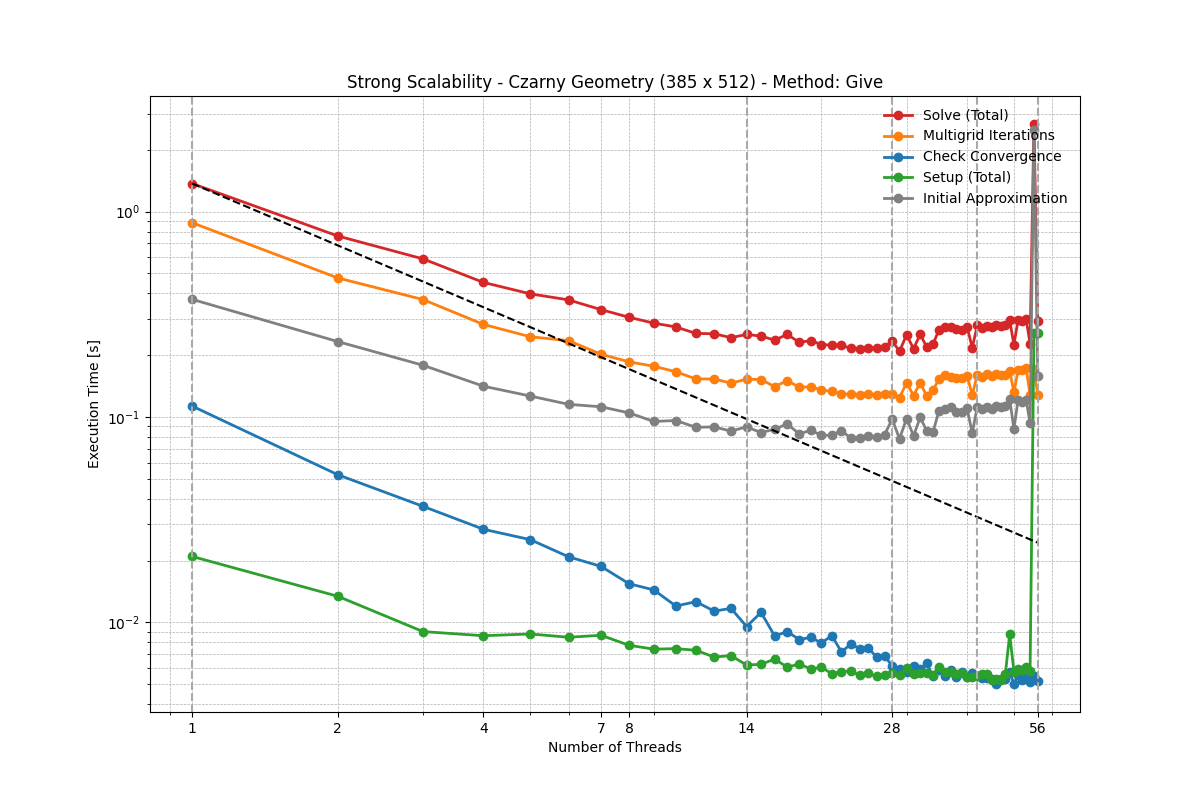 Strong Scalability - Czarny Geometry (385 x 512) - Method: Give
Solve (Total)
Multigrid Iterations
Check Convergence
Setup (Total)
Initial Approximation
Execution Time [s]
10⁰
10⁻¹
10⁻²
1 2 4 7 8 14 28 56
Number of Threads